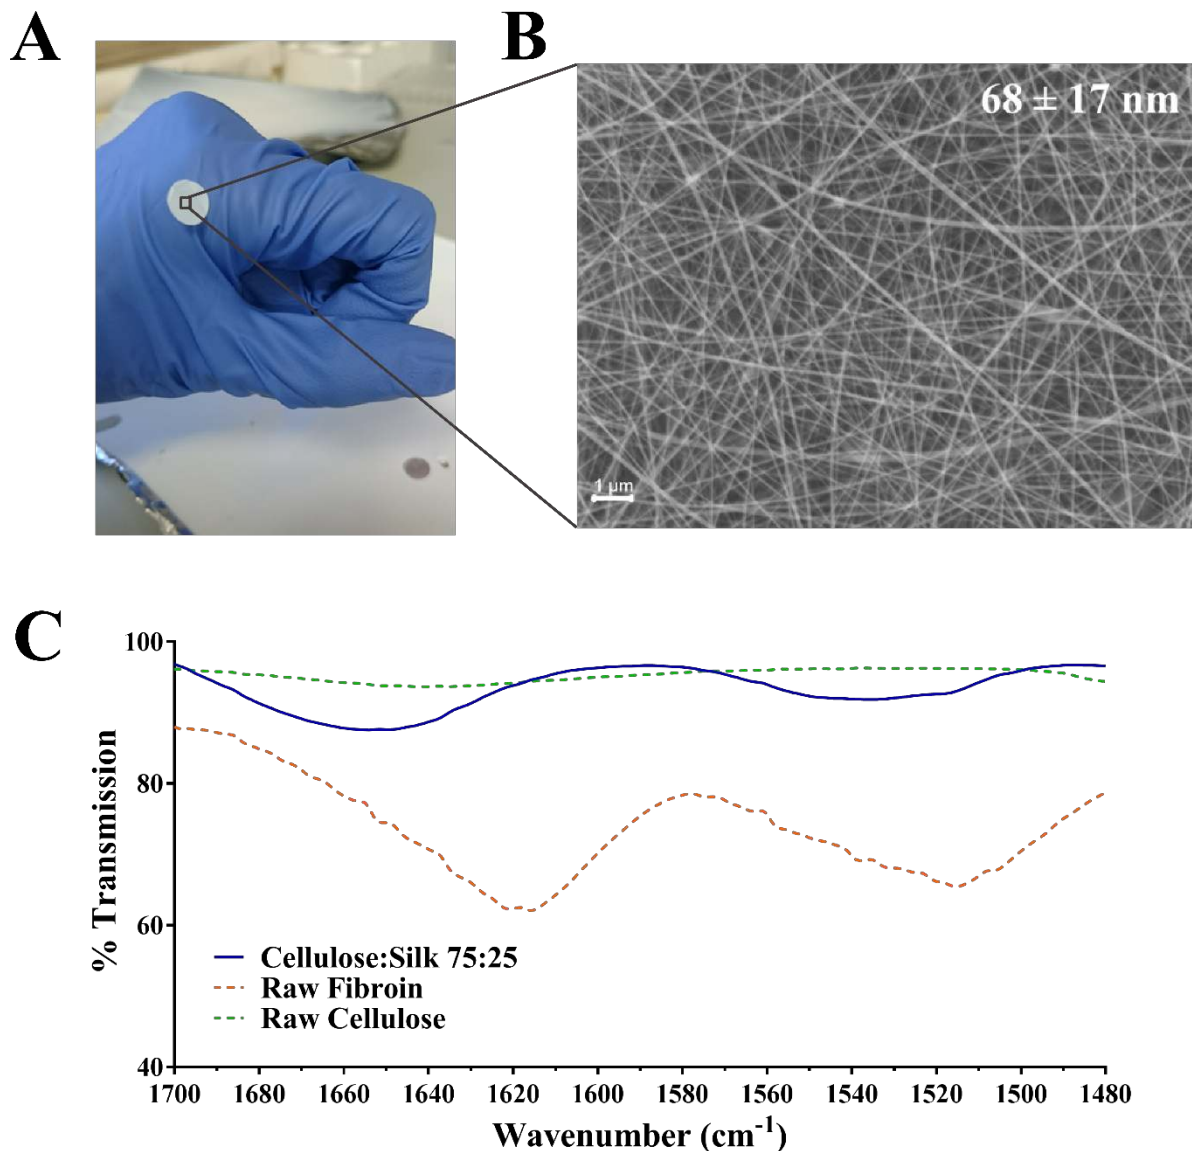 A
B
68 ± 17 nm
1 µm
C
100
80
60
40
% Transmission
Cellulose:Silk 75:25
Raw Fibroin
Raw Cellulose
1700 1680 1660 1640 1620 1600 1580 1560 1540 1520 1500 1480
Wavenumber (cm⁻¹)